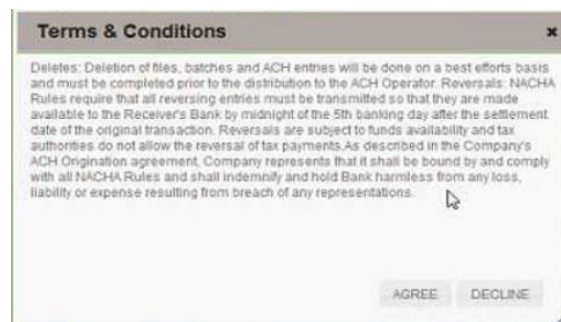 Terms & Conditions
Deletes: Deletion of files, batches and ACH entries will be done on a best efforts basis
and must be completed prior to the distribution to the ACH Operator. Reversals: NACHA
Rules require that all reversing entries must be transmitted so that they are made
available to the Receiver's Bank by midnight of the 5th banking day after the settlement
date of the original transaction. Reversals are subject to funds availability and tax
authorities do not allow the reversal of tax payments.As described in the Company's
ACH Origination agreement, Company represents that it shall be bound by and comply
with all NACHA Rules and shall indemnify and hold Bank harmless from any loss,
liability or expense resulting from breach of any representations.
AGREE DECLINE